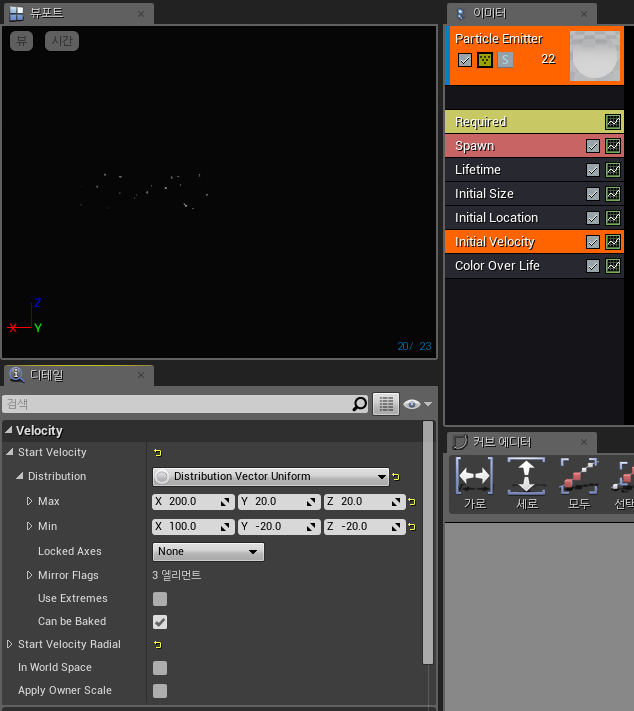 뷰포트
뷰
시간
Z
X
Y
20/ 23
이미터
Particle Emitter
S
22
Required
Spawn
Lifetime
Initial Size
Initial Location
Initial Velocity
Color Over Life
디테일
검색
Velocity
Start Velocity
Distribution
Distribution Vector Uniform
Max
X 200.0
Y 20.0
Z 20.0
Min
X 100.0
Y -20.0
Z -20.0
Locked Axes
None
Mirror Flags
3 엘리먼트
Use Extremes
Can be Baked
Start Velocity Radial
In World Space
Apply Owner Scale
커브 에디터
가로
세로
모두
선택